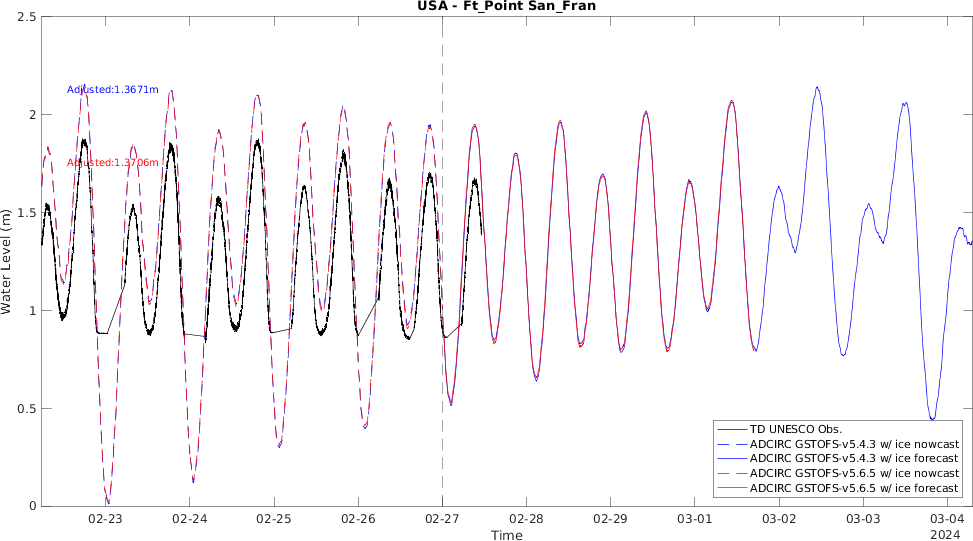 USA - Ft_Point San_Fran
2.5
2
1.5
1
0.5
0
Water Level (m)
Adjusted:1.3671m
Adjusted:1.3706m
TD UNESCO Obs.
ADCIRC GSTOFS-v5.4.3 w/ ice nowcast
ADCIRC GSTOFS-v5.4.3 w/ ice forecast
ADCIRC GSTOFS-v5.6.5 w/ ice nowcast
ADCIRC GSTOFS-v5.6.5 w/ ice forecast
02-23 02-24 02-25 02-26 02-27 02-28 02-29 03-01 03-02 03-03 03-04
Time
2024